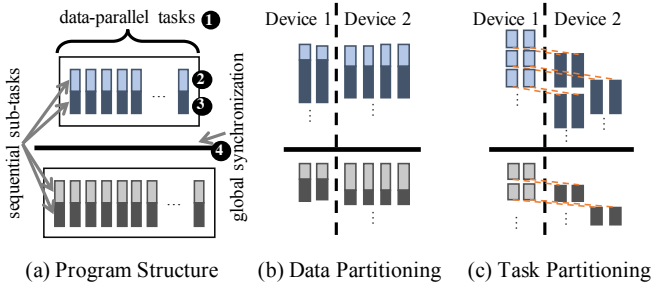 data-parallel tasks 1
Device 1 Device 2
Device 1 Device 2
2
3
...
sequential sub-tasks
global synchronization
4
...
(a) Program Structure
(b) Data Partitioning
(c) Task Partitioning